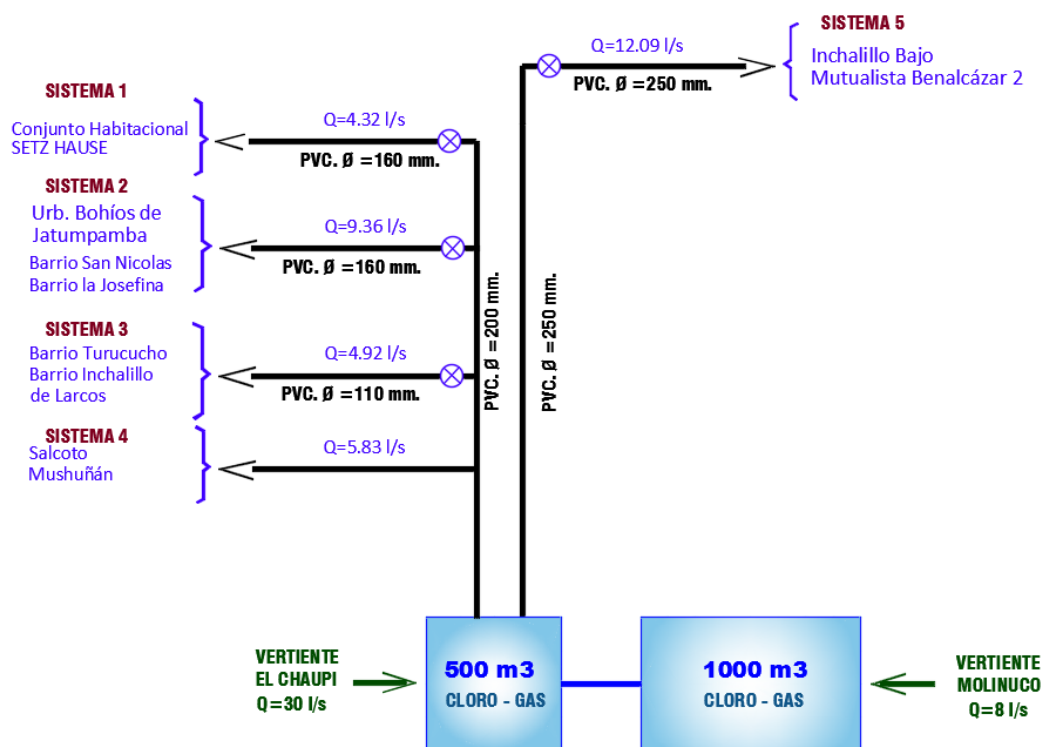 SISTEMA 5
Q=12.09 l/s
Inchalillo Bajo
Mutualista Benalcázar 2
PVC. Ø =250 mm.
SISTEMA 1
Q=4.32 l/s
Conjunto Habitacional
SETZ HAUSE
PVC. Ø =160 mm.
SISTEMA 2
Urb. Bohíos de
Jatumpamba
Q=9.36 l/s
Barrio San Nicolas
Barrio la Josefina
PVC. Ø =160 mm.
PVC. Ø =200 mm.
PVC. Ø =250 mm.
SISTEMA 3
Q=4.92 l/s
Barrio Turucucho
Barrio Inchalillo
de Larcos
PVC. Ø =110 mm.
SISTEMA 4
Q=5.83 l/s
Salcoto
Mushuñán
VERTIENTE
EL CHAUPI
Q=30 l/s
500 m3
CLORO - GAS
1000 m3
CLORO - GAS
VERTIENTE
MOLINUCO
Q=8 l/s